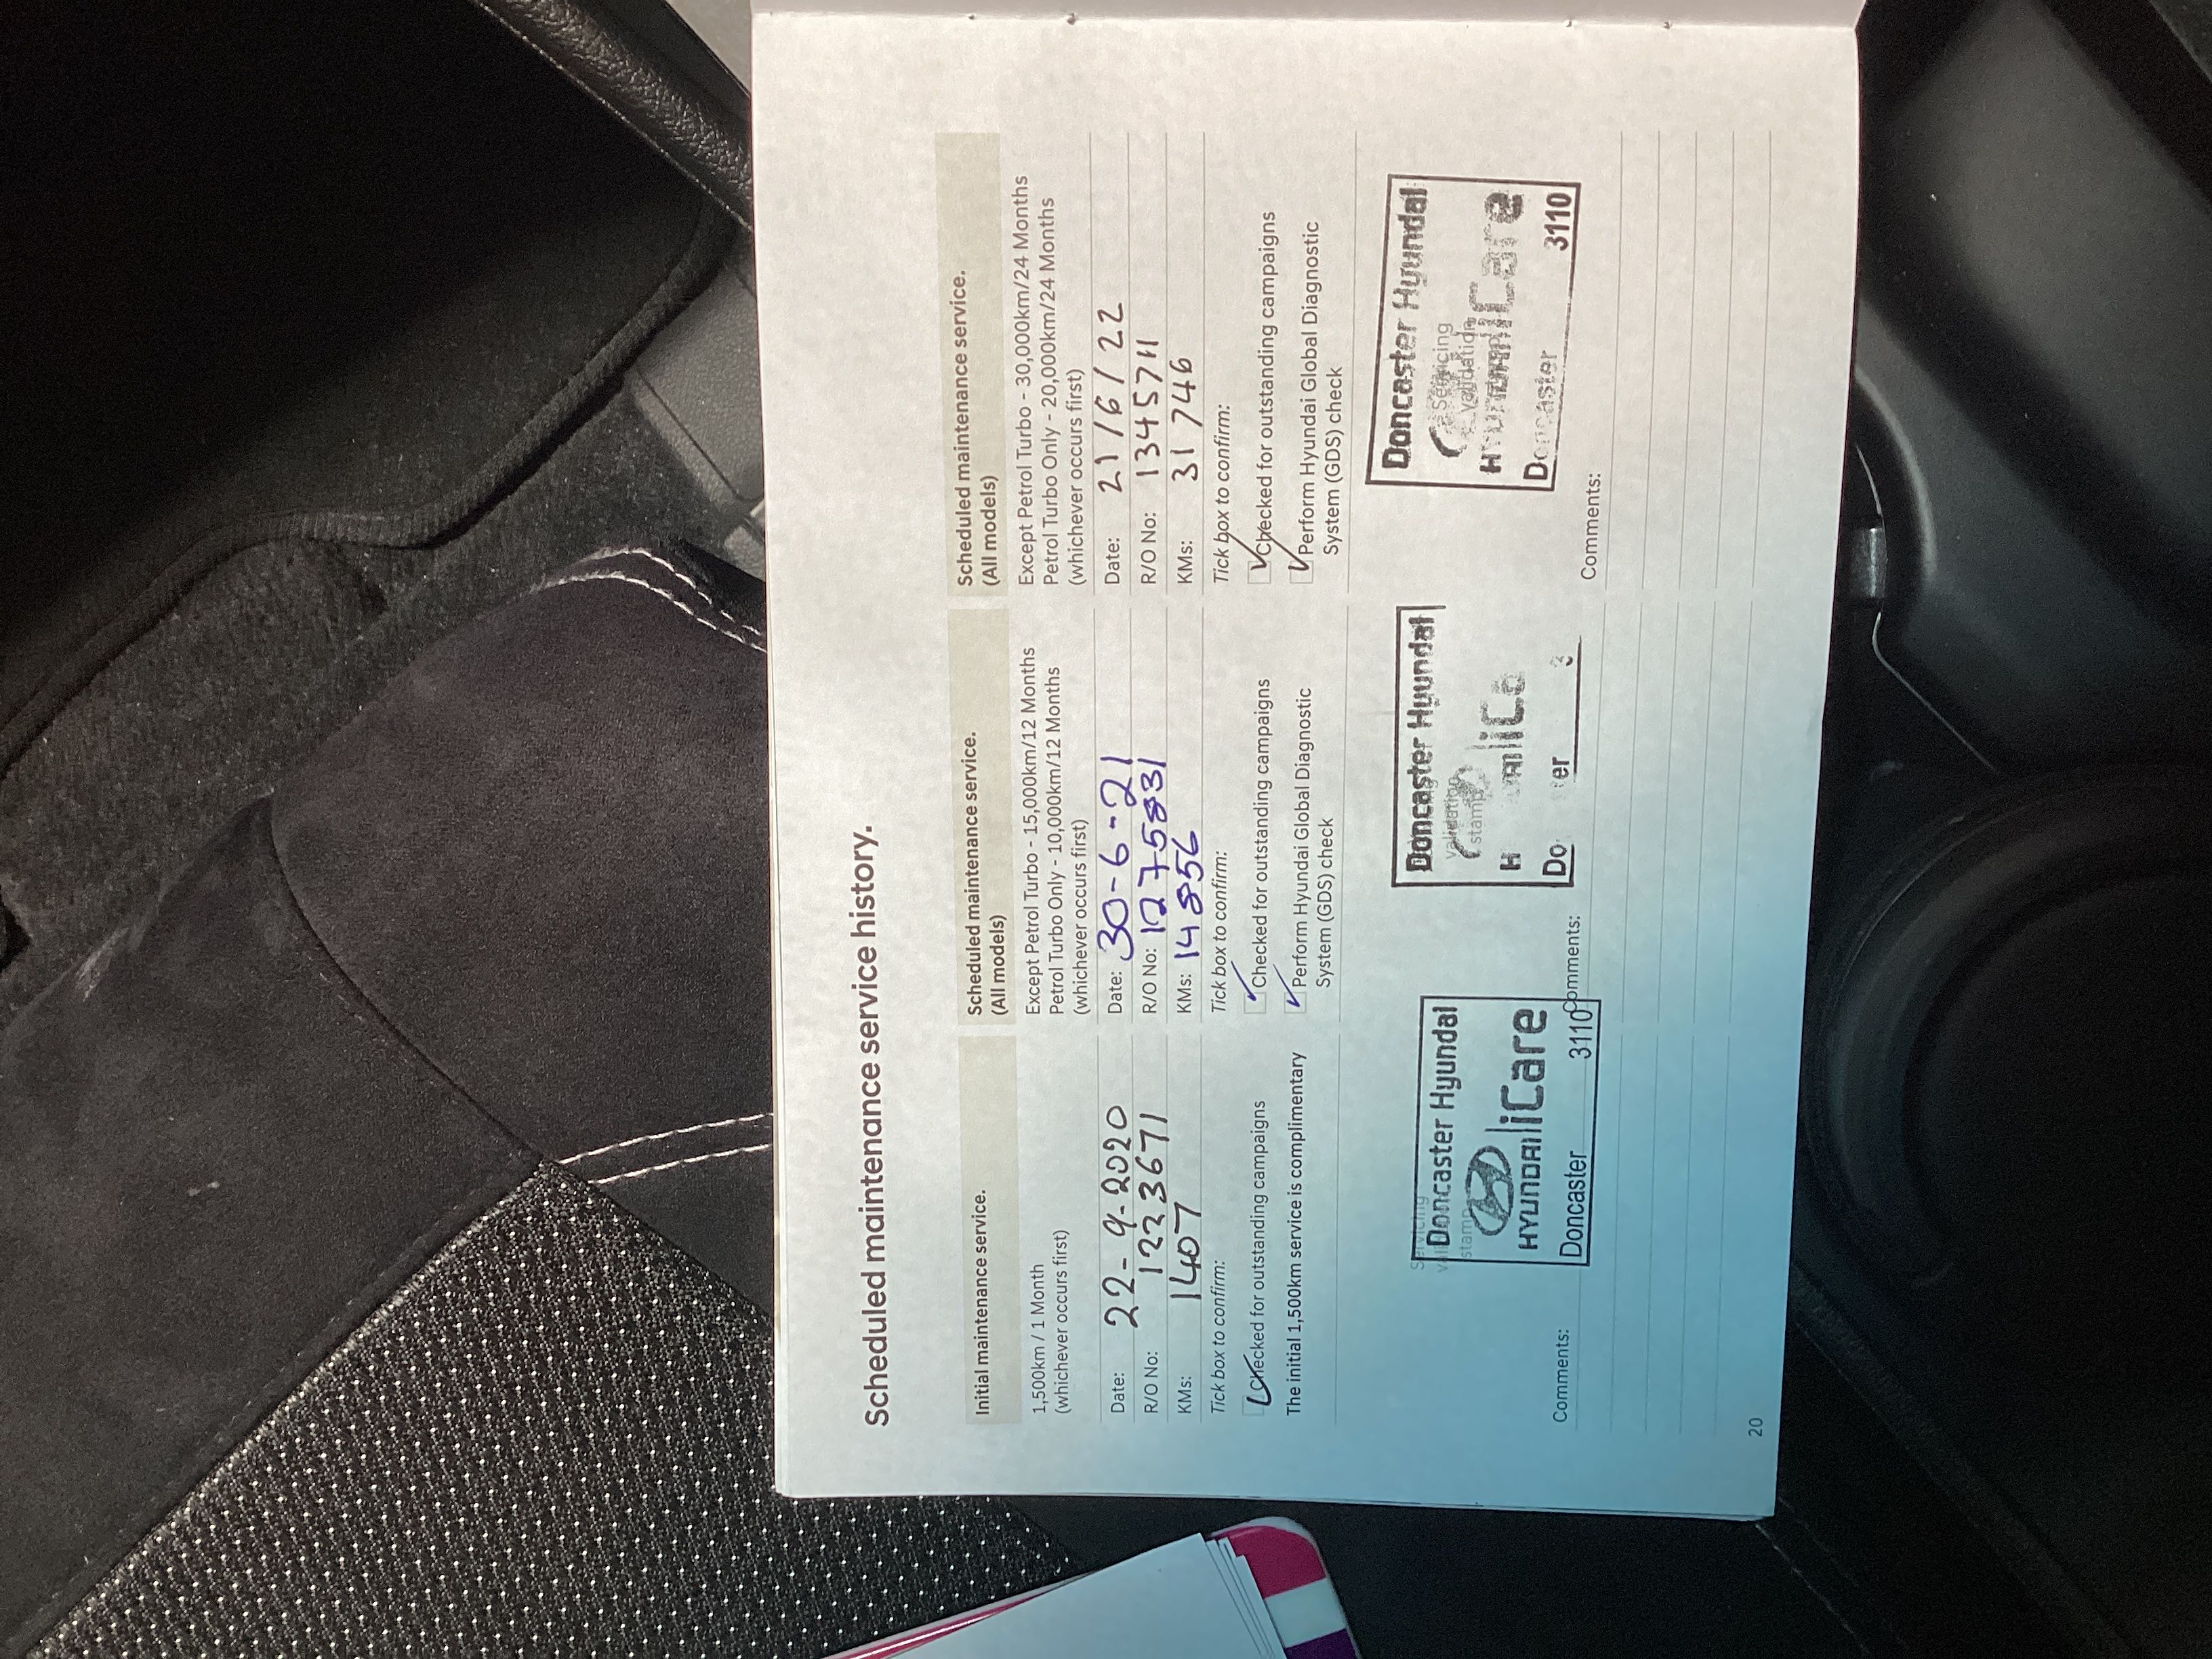 Scheduled maintenance service history.
Initial maintenance service.
1,500km / 1 Month
(whichever occurs first)
Date: 22-9-2020
R/O No: 1223671
KMs: 1407
Tick box to confirm:
Checked for outstanding campaigns
The initial 1,500km service is complimentary
Servicing
Doncaster Hyundai
stamp
HYUNDAI iCare
Doncaster 3110
Comments:
Scheduled maintenance service.
(All models)
Except Petrol Turbo - 15,000km/12 Months
Petrol Turbo Only - 10,000km/12 Months
(whichever occurs first)
Date: 30-6-21
R/O No: 1275831
KMs: 14856
Tick box to confirm:
Checked for outstanding campaigns
Perform Hyundai Global Diagnostic
System (GDS) check
Doncaster Hyundai
validation
stamp
Comments:
Scheduled maintenance service.
(All models)
Except Petrol Turbo - 30,000km/24 Months
Petrol Turbo Only - 20,000km/24 Months
(whichever occurs first)
Date: 21/6/22
R/O No: 1345711
KMs: 31746
Tick box to confirm:
Checked for outstanding campaigns
Perform Hyundai Global Diagnostic
System (GDS) check
Doncaster Hyundai
Servicing
validation
Doncaster 3110
Comments:
20